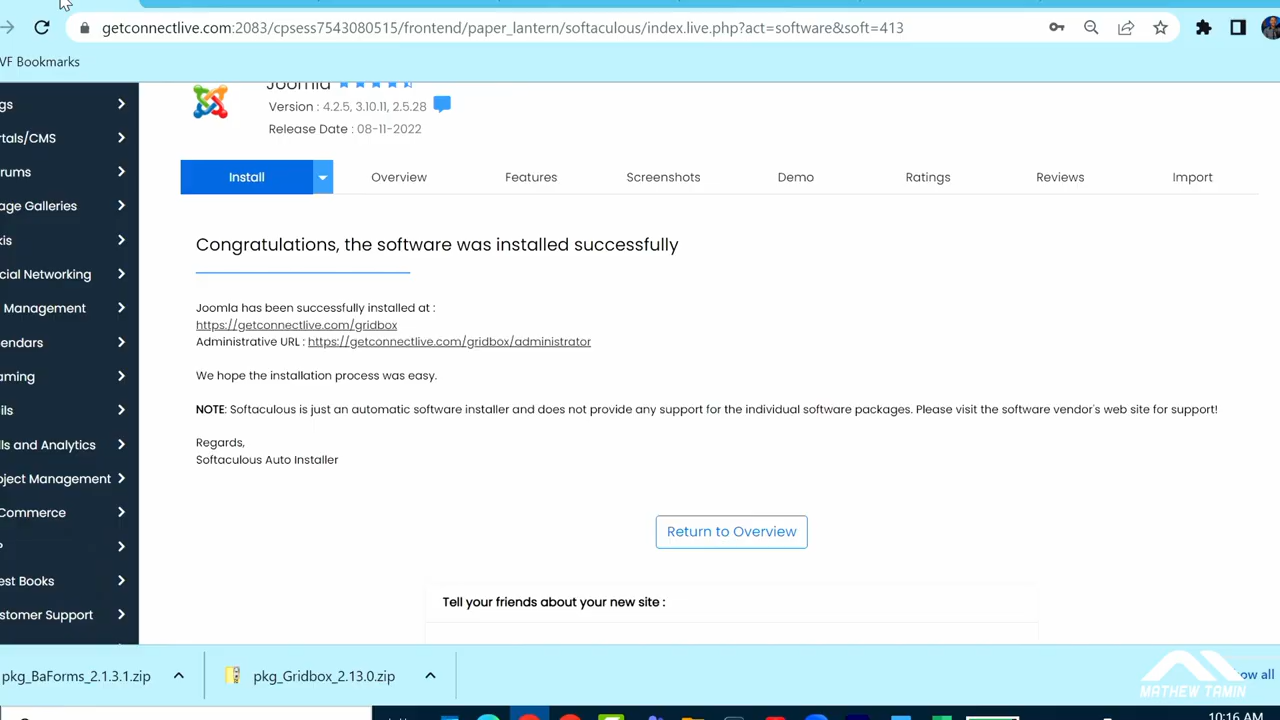 getconnectlive.com:2083/cpsess7543080515/frontend/paper_lantern/softaculous/index.live.php?act=software&soft=413
VF Bookmarks
Joomla
Version : 4.2.5, 3.10.11, 2.5.28
Release Date : 08-11-2022
Install
Overview
Features
Screenshots
Demo
Ratings
Reviews
Import
gs
rtals/CMS
rums
age Galleries
kis
cial Networking
Management
endars
aming
ils
ls and Analytics
oject Management
Commerce
P
est Books
stomer Support
Congratulations, the software was installed successfully
Joomla has been successfully installed at :
https://getconnectlive.com/gridbox
Administrative URL : https://getconnectlive.com/gridbox/administrator
We hope the installation process was easy.
NOTE: Softaculous is just an automatic software installer and does not provide any support for the individual software packages. Please visit the software vendor's web site for support!
Regards,
Softaculous Auto Installer
Return to Overview
Tell your friends about your new site :
pkg_BaForms_2.1.3.1.zip
pkg_Gridbox_2.13.0.zip
ow all
MATHEW TAMIN
10:16 AM